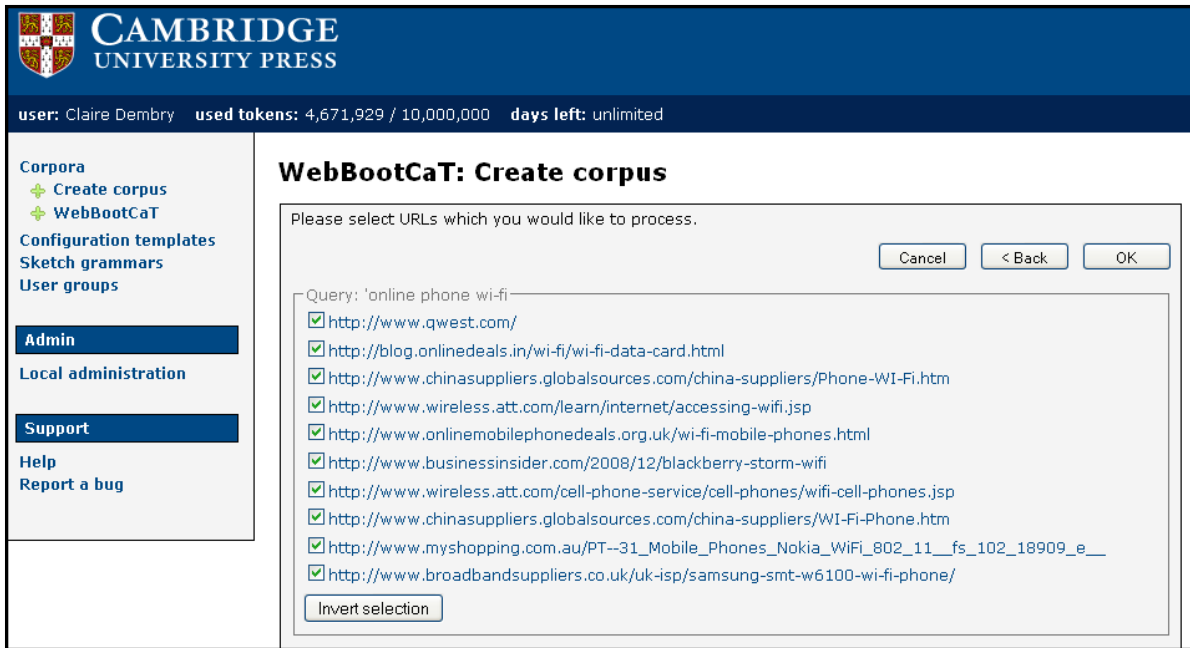 CAMBRIDGE
UNIVERSITY PRESS
user: Claire Dembry used tokens: 4,671,929 / 10,000,000 days left: unlimited
Corpora
Create corpus
WebBootCaT
Configuration templates
Sketch grammars
User groups
Admin
Local administration
Support
Help
Report a bug
WebBootCaT: Create corpus
Please select URLs which you would like to process.
Cancel < Back OK
Query: 'online phone wi-fi
http://www.qwest.com/
http://blog.onlinedeals.in/wi-fi/wi-fi-data-card.html
http://www.chinasuppliers.globalsources.com/china-suppliers/Phone-WI-Fi.htm
http://www.wireless.att.com/learn/internet/accessing-wifi.jsp
http://www.onlinemobilephonedeals.org.uk/wi-fi-mobile-phones.html
http://www.businessinsider.com/2008/12/blackberry-storm-wifi
http://www.wireless.att.com/cell-phone-service/cell-phones/wifi-cell-phones.jsp
http://www.chinasuppliers.globalsources.com/china-suppliers/WI-Fi-Phone.htm
http://www.myshopping.com.au/PT--31_Mobile_Phones_Nokia_WiFi_802_11__fs_102_18909_e__
http://www.broadbandsuppliers.co.uk/uk-isp/samsung-smt-w6100-wi-fi-phone/
Invert selection